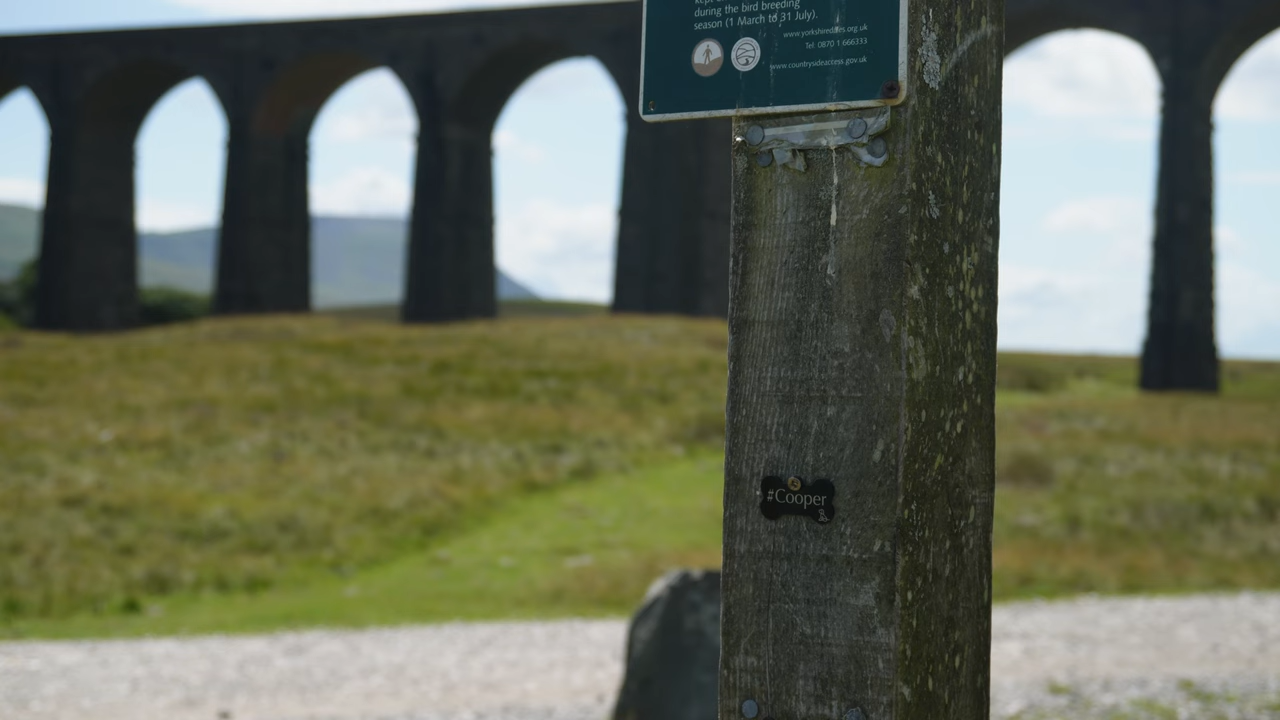 during the bird breeding
season (1 March to 31 July).
www.yorkshiredales.org.uk
Tel: 0870 1 666333
www.countrysideaccess.gov.uk
#Cooper